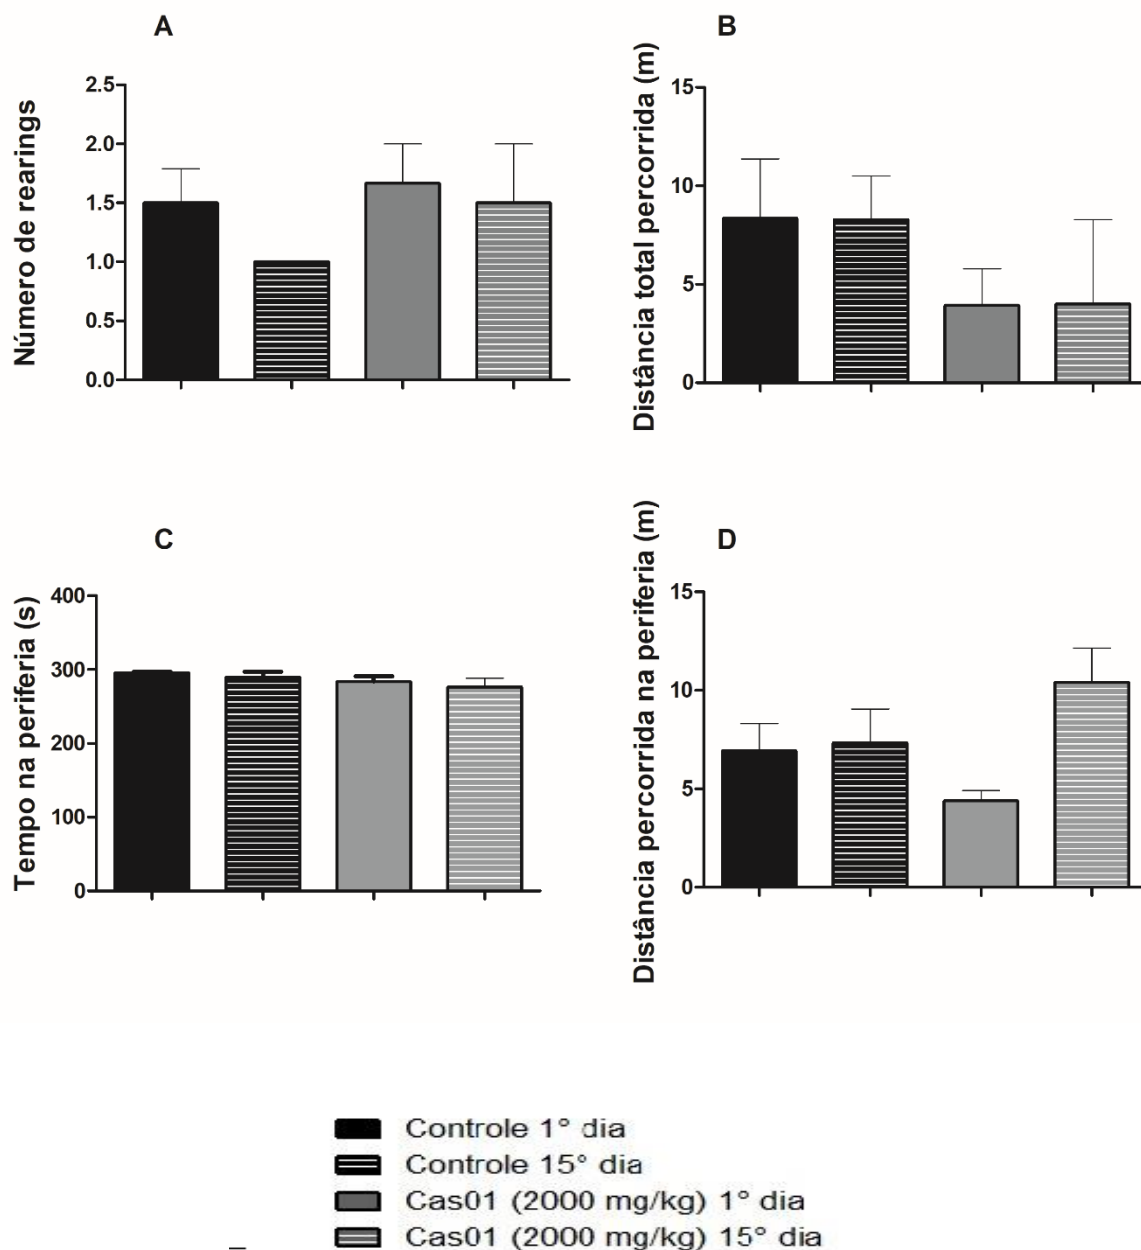 A
Número de rearings
2.5
2.0
1.5
1.0
0.5
0.0
B
Distância total percorrida (m)
15
10
5
0
C
Tempo na periferia (s)
400
300
200
100
0
D
Distância percorrida na periferia (m)
15
10
5
0
Controle 1° dia
Controle 15° dia
Cas01 (2000 mg/kg) 1° dia
Cas01 (2000 mg/kg) 15° dia